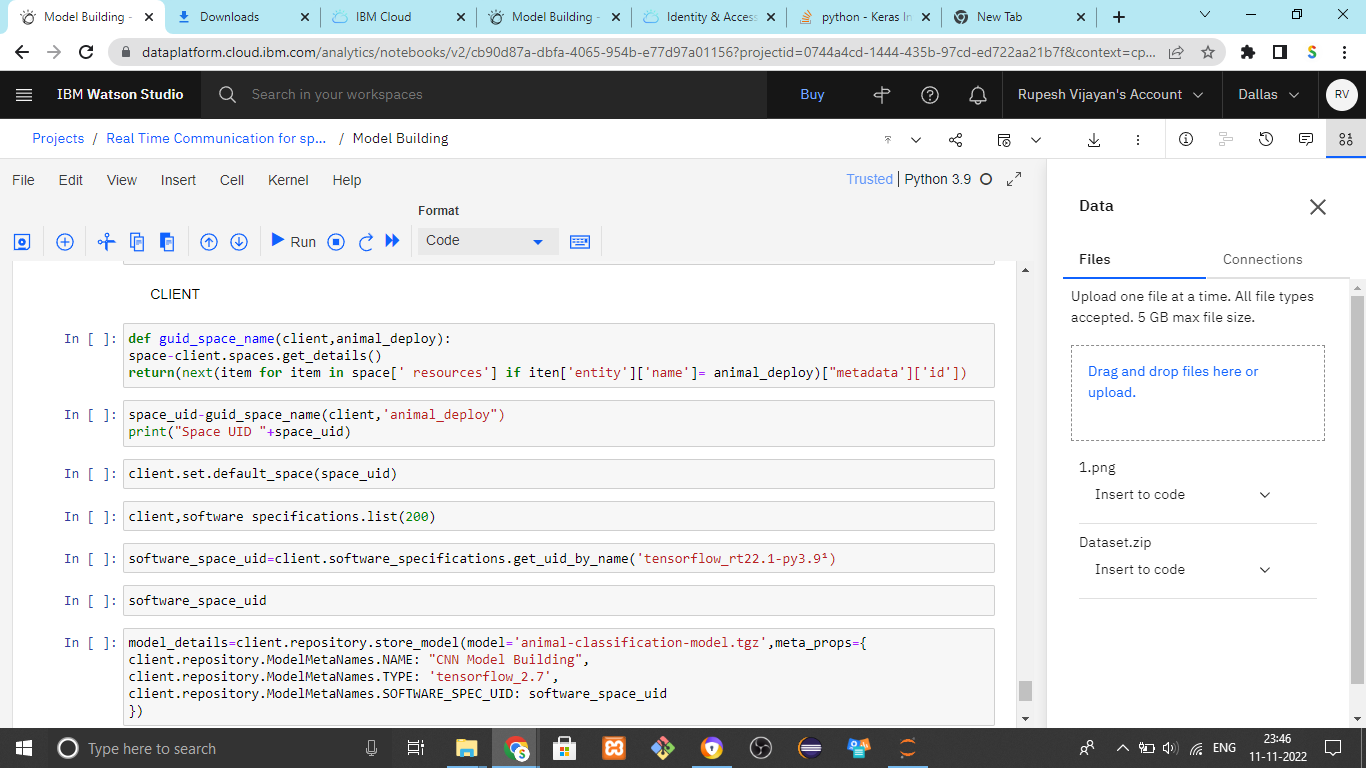 Model Building -
Downloads
IBM Cloud
Model Building -
Identity & Access
python - Keras In
New Tab
dataplatform.cloud.ibm.com/analytics/notebooks/v2/cb90d87a-dbfa-4065-954b-e77d97a01156?projectid=0744a4cd-1444-435b-97cd-ed722aa21b7f&context=cp...
IBM Watson Studio
Search in your workspaces
Buy
Rupesh Vijayan's Account
Dallas
RV
Projects / Real Time Communication for sp... / Model Building
File Edit View Insert Cell Kernel Help
Trusted | Python 3.9
Format
Run
Code
CLIENT
In [ ]: def guid_space_name(client,animal_deploy):
space-client.spaces.get_details()
return(next(item for item in space[' resources'] if iten['entity']['name']= animal_deploy)["metadata']['id'])
In [ ]: space_uid-guid_space_name(client,'animal_deploy")
print("Space UID "+space_uid)
In [ ]: client.set.default_space(space_uid)
In [ ]: client,software specifications.list(200)
In [ ]: software_space_uid=client.software_specifications.get_uid_by_name('tensorflow_rt22.1-py3.9¹)
In [ ]: software_space_uid
In [ ]: model_details=client.repository.store_model(model='animal-classification-model.tgz',meta_props={
client.repository.ModelMetaNames.NAME: "CNN Model Building",
client.repository.ModelMetaNames.TYPE: 'tensorflow_2.7',
client.repository.ModelMetaNames.SOFTWARE_SPEC_UID: software_space_uid
})
Data
Files
Connections
Upload one file at a time. All file types
accepted. 5 GB max file size.
Drag and drop files here or
upload.
1.png
Insert to code
Dataset.zip
Insert to code
Type here to search
ENG
23:46
11-11-2022